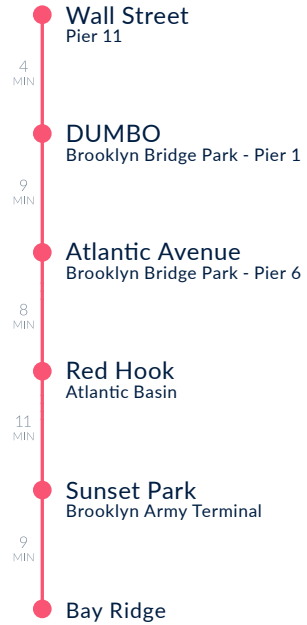 Wall Street
Pier 11
4
MIN
DUMBO
Brooklyn Bridge Park - Pier 1
9
MIN
Atlantic Avenue
Brooklyn Bridge Park - Pier 6
8
MIN
Red Hook
Atlantic Basin
11
MIN
Sunset Park
Brooklyn Army Terminal
9
MIN
Bay Ridge